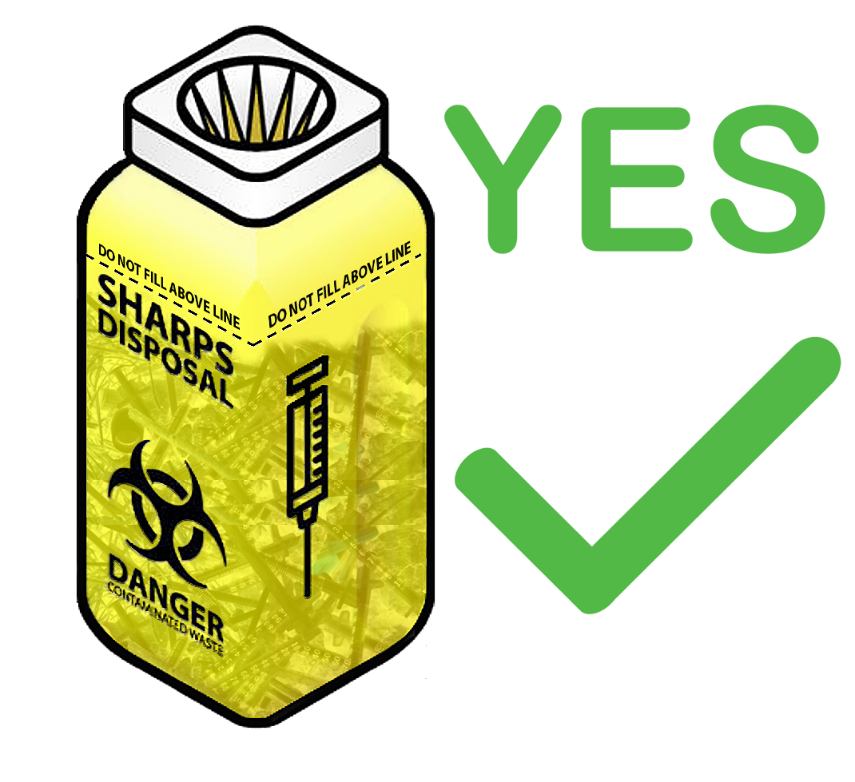 YES
DO NOT FILL ABOVE LINE
DO NOT FILL ABOVE LINE
SHARPS
DISPOSAL
DANGER
CONTAMINATED WASTE